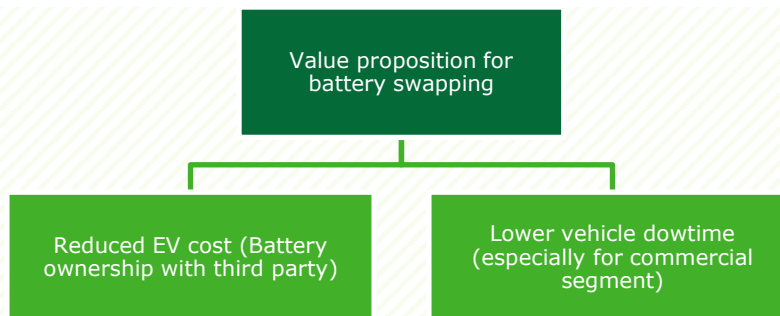 Value proposition for
battery swapping
Reduced EV cost (Battery
ownership with third party)
Lower vehicle dowtime
(especially for commercial
segment)